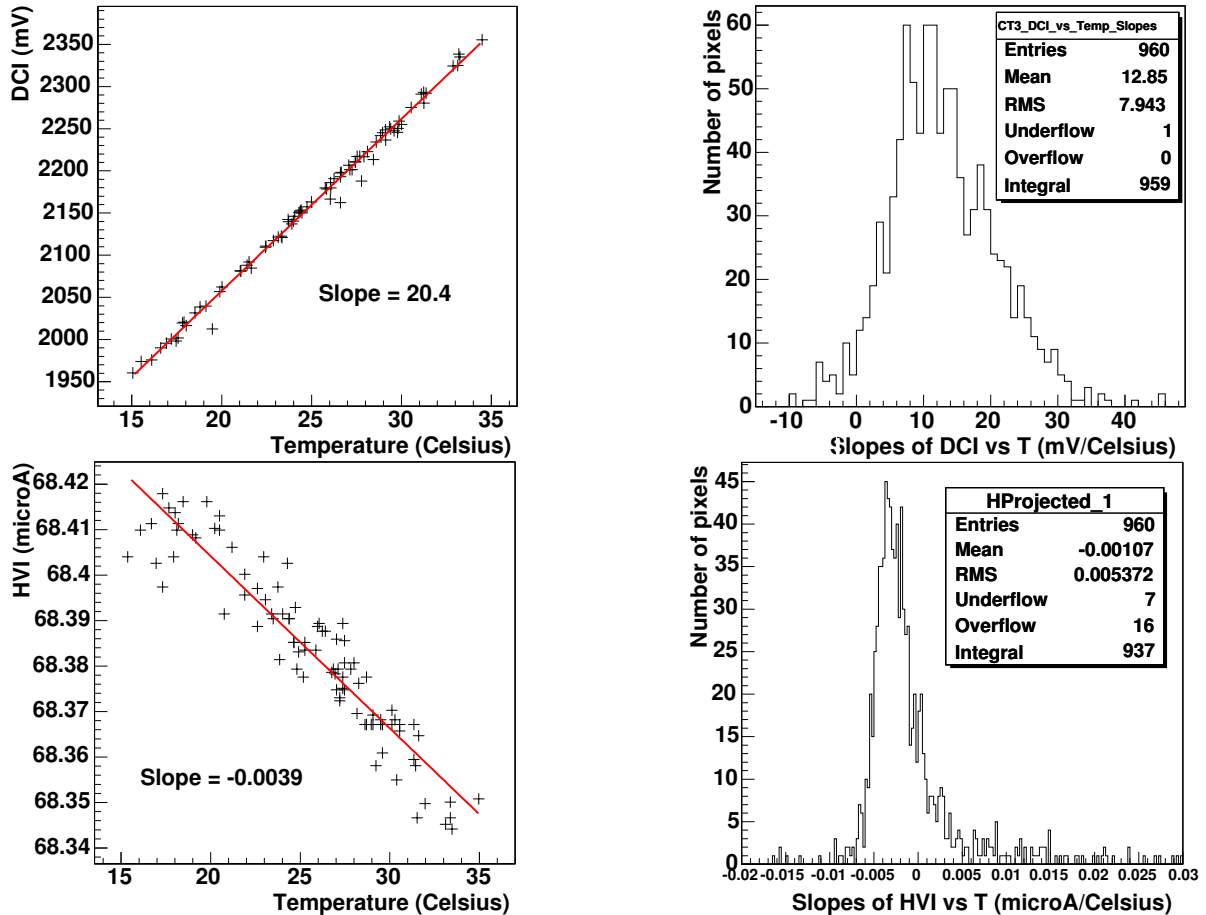 DCI (mV)
2350
2300
2250
2200
2150
2100
2050
2000
1950
Slope = 20.4
15 20 25 30 35
Temperature (Celsius)
Number of pixels
60
50
40
30
20
10
0
CT3_DCI_vs_Temp_Slopes
Entries 960
Mean 12.85
RMS 7.943
Underflow 1
Overflow 0
Integral 959
-10 0 10 20 30 40
Slopes of DCI vs T (mV/Celsius)
HVI (microA)
68.42
68.41
68.4
68.39
68.38
68.37
68.36
68.35
68.34
Slope = -0.0039
15 20 25 30 35
Temperature (Celsius)
Number of pixels
45
40
35
30
25
20
15
10
5
0
HProjected_1
Entries 960
Mean -0.00107
RMS 0.005372
Underflow 7
Overflow 16
Integral 937
-0.02 -0.015 -0.01 -0.005 0 0.005 0.01 0.015 0.02 0.025 0.03
Slopes of HVI vs T (microA/Celsius)